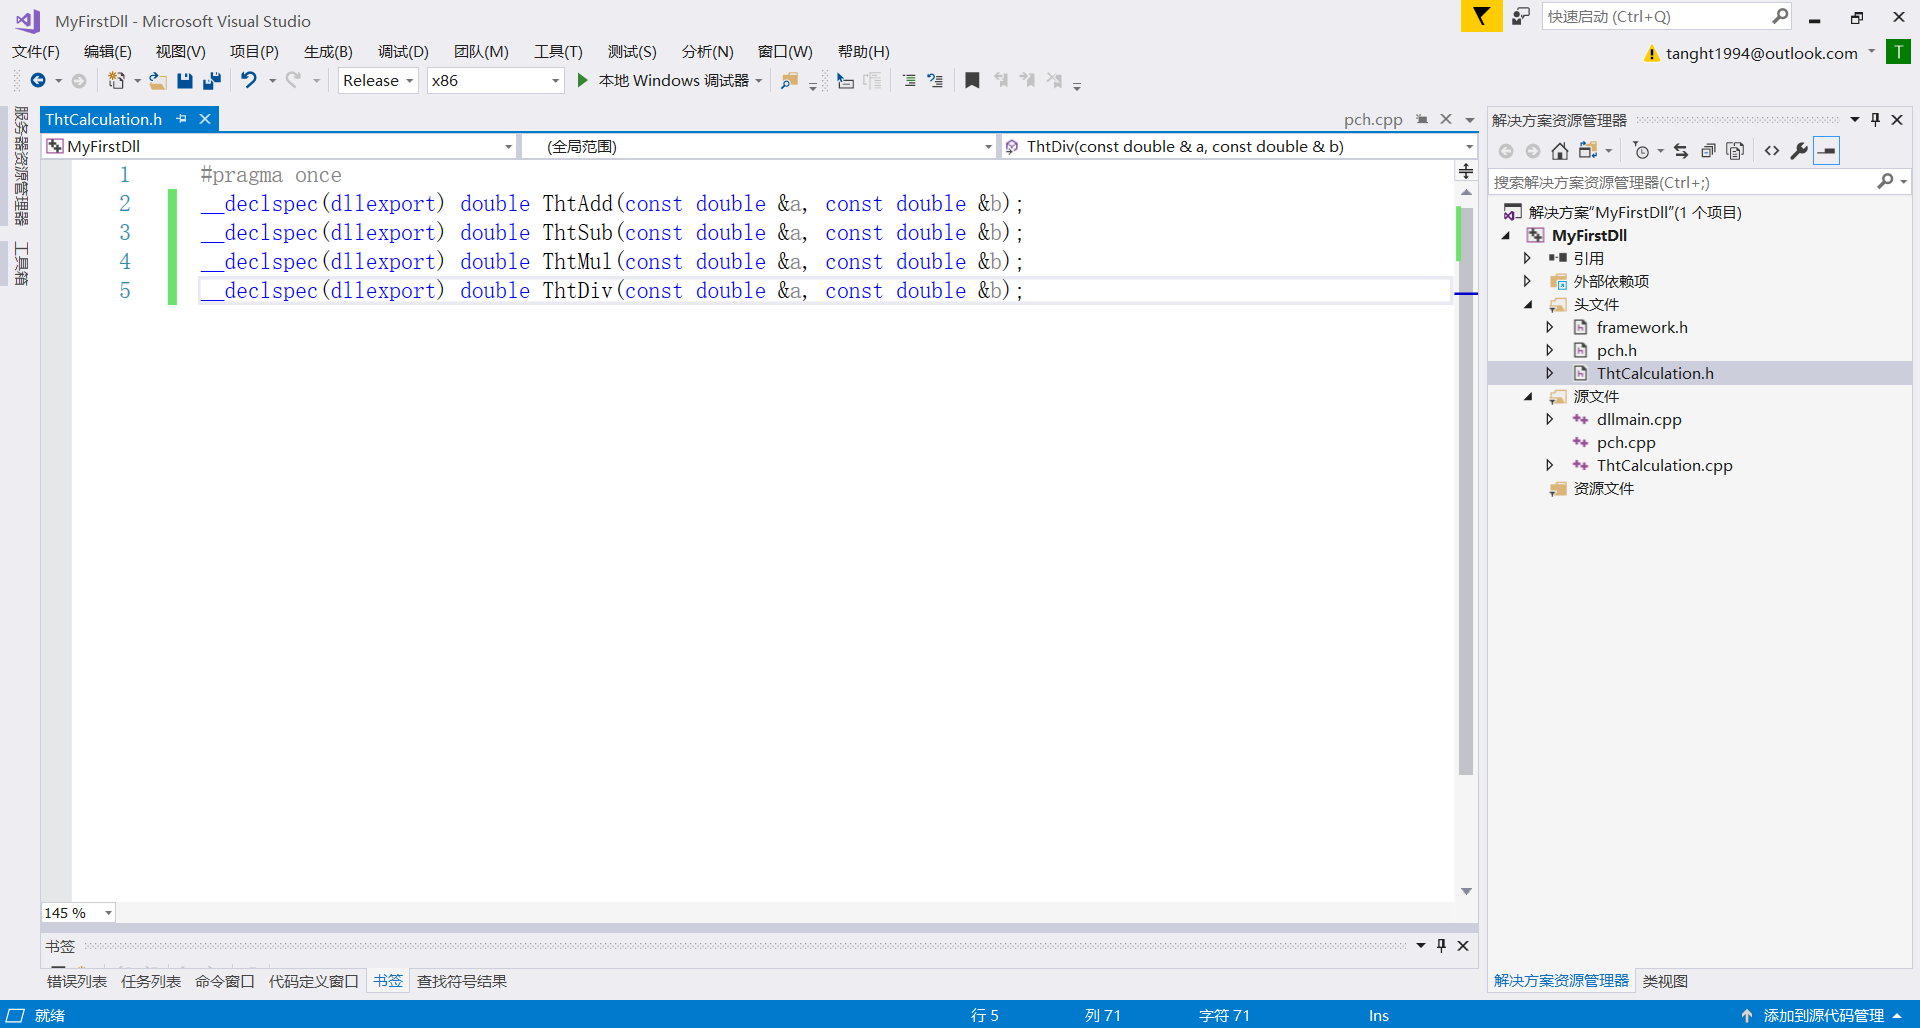 MyFirstDll - Microsoft Visual Studio
快速启动 (Ctrl+Q)
文件(F) 编辑(E) 视图(V) 项目(P) 生成(B) 调试(D) 团队(M) 工具(T) 测试(S) 分析(N) 窗口(W) 帮助(H)
tanght1994@outlook.com T
Release x86 本地 Windows 调试器
服务器资源管理器
工具箱
ThtCalculation.h
pch.cpp
MyFirstDll (全局范围) ThtDiv(const double & a, const double & b)
1 #pragma once
2 __declspec(dllexport) double ThtAdd(const double &a, const double &b);
3 __declspec(dllexport) double ThtSub(const double &a, const double &b);
4 __declspec(dllexport) double ThtMul(const double &a, const double &b);
5 __declspec(dllexport) double ThtDiv(const double &a, const double &b);
145 %
书签
错误列表 任务列表 命令窗口 代码定义窗口 书签 查找符号结果
解决方案资源管理器
搜索解决方案资源管理器(Ctrl+;)
解决方案"MyFirstDll"(1 个项目)
MyFirstDll
引用
外部依赖项
头文件
framework.h
pch.h
ThtCalculation.h
源文件
dllmain.cpp
pch.cpp
ThtCalculation.cpp
资源文件
解决方案资源管理器 类视图
就绪 行 5 列 71 字符 71 Ins 添加到源代码管理